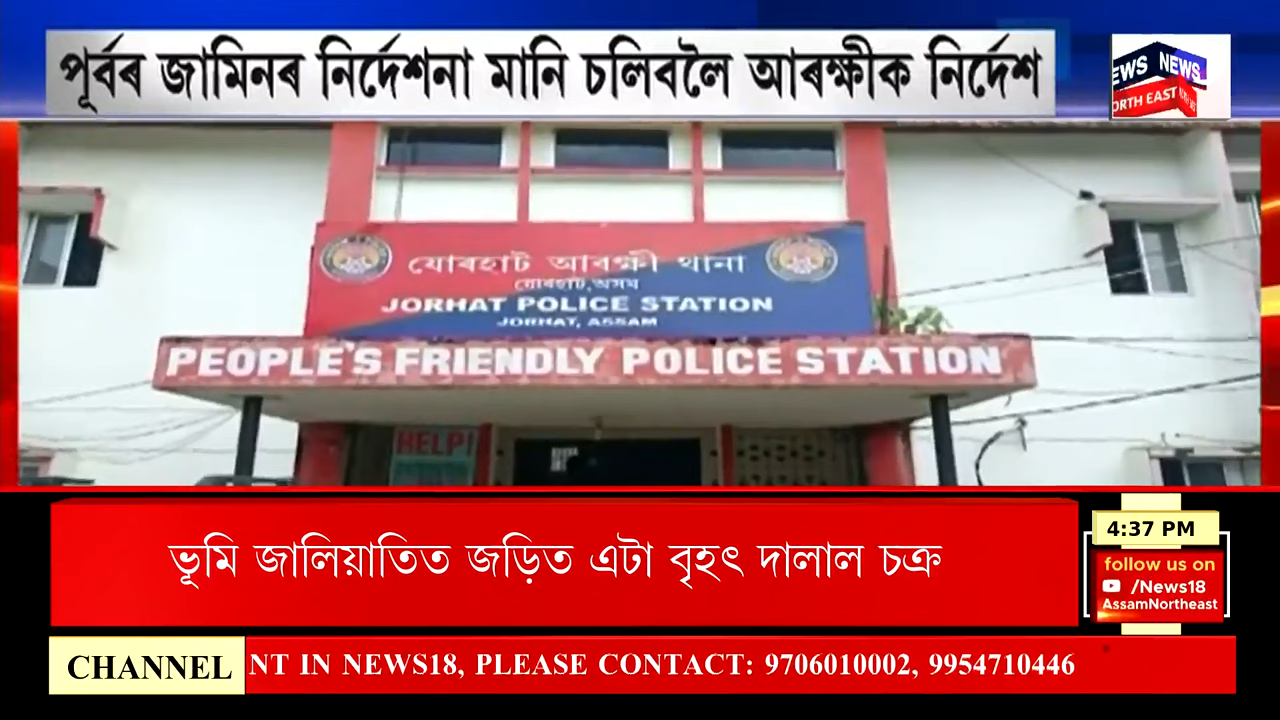 পূৰ্বৰ জামিনৰ নিৰ্দেশনা মানি চলিবলৈ আৰক্ষীক নিৰ্দেশ
EWS NEWS
ORTH EAST
যোৰহাট আৰক্ষী থানা
যোৰহাট, অসম
JORHAT POLICE STATION
JORHAT, ASSAM
PEOPLE'S FRIENDLY POLICE STATION
HELP!
ভূমি জালিয়াতিত জড়িত এটা বৃহৎ দালাল চক্ৰ
4:37 PM
follow us on
/News18
AssamNortheast
CHANNEL NT IN NEWS18, PLEASE CONTACT: 9706010002, 9954710446